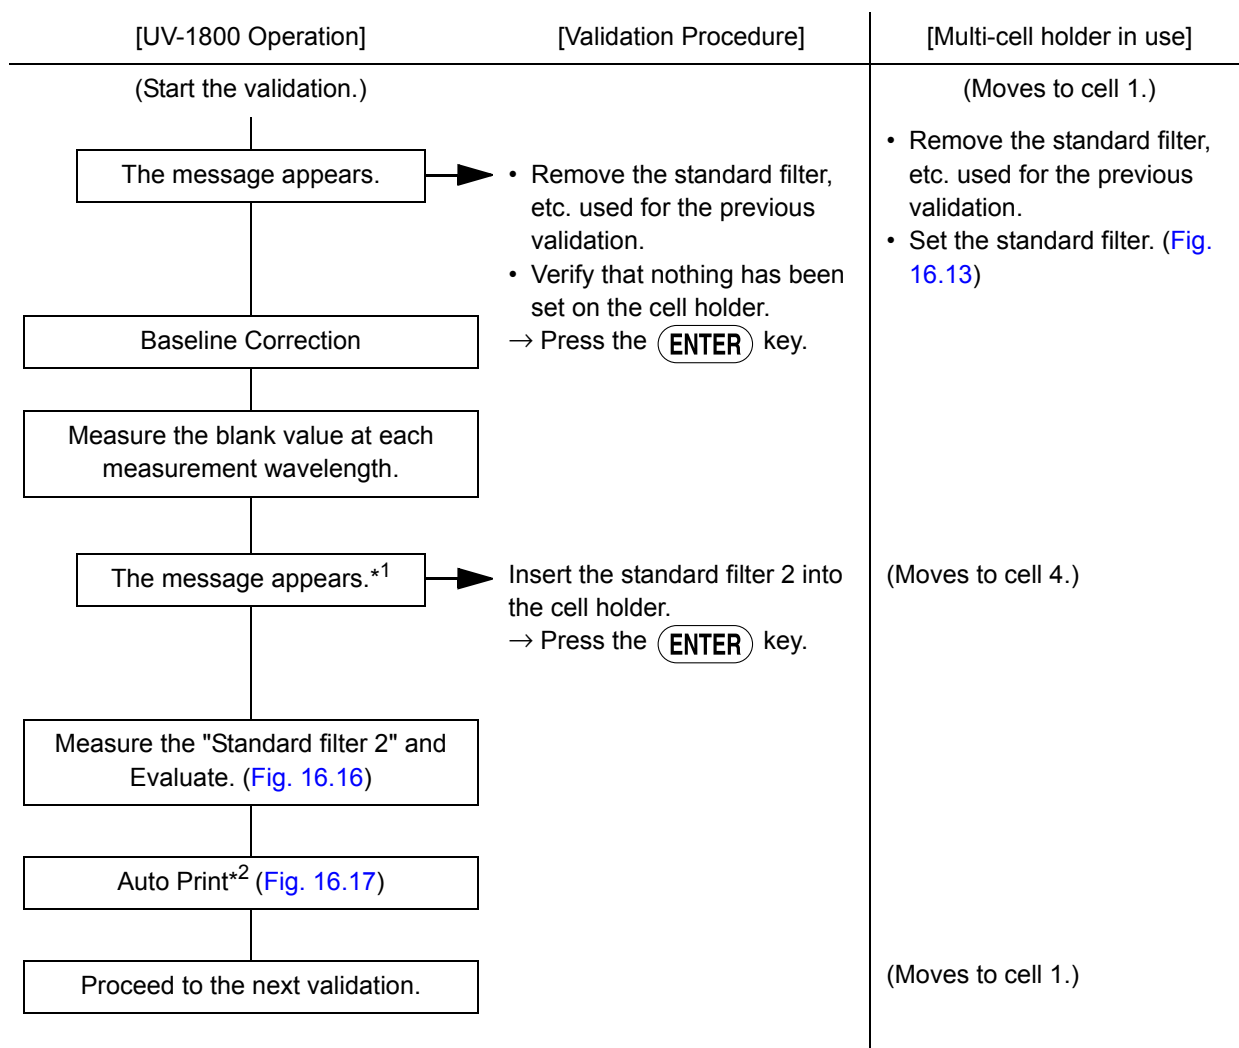 [UV-1800 Operation]
[Validation Procedure]
[Multi-cell holder in use]
(Start the validation.)
(Moves to cell 1.)
The message appears.
• Remove the standard filter,
etc. used for the previous
validation.
• Verify that nothing has been
set on the cell holder.
→ Press the ENTER key.
• Remove the standard filter,
etc. used for the previous
validation.
• Set the standard filter. (Fig.
16.13)
Baseline Correction
Measure the blank value at each
measurement wavelength.
The message appears.*1
Insert the standard filter 2 into
the cell holder.
→ Press the ENTER key.
(Moves to cell 4.)
Measure the "Standard filter 2" and
Evaluate. (Fig. 16.16)
Auto Print*2 (Fig. 16.17)
Proceed to the next validation.
(Moves to cell 1.)